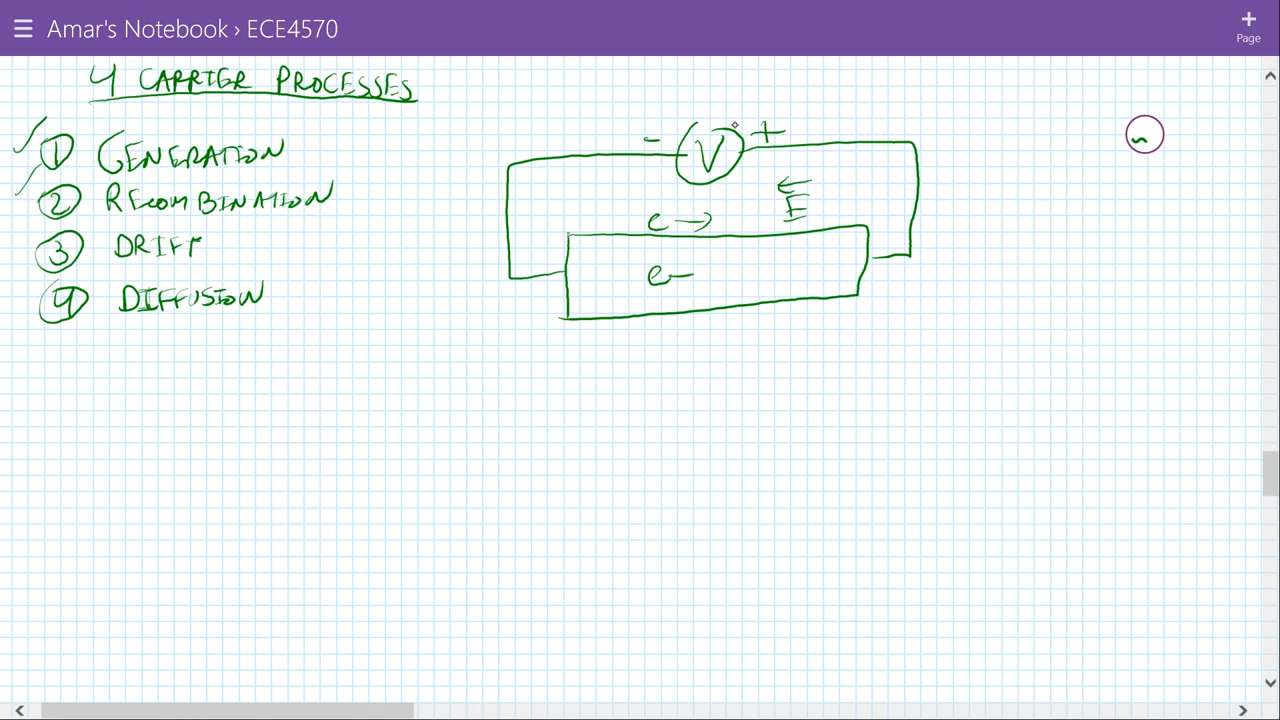 Amar's Notebook › ECE4570
Page
4 CARRIER PROCESSES
1 GENERATION
2 RECOMBINATION
3 DRIFT
4 DIFFUSION
- V +
E
e →
e-